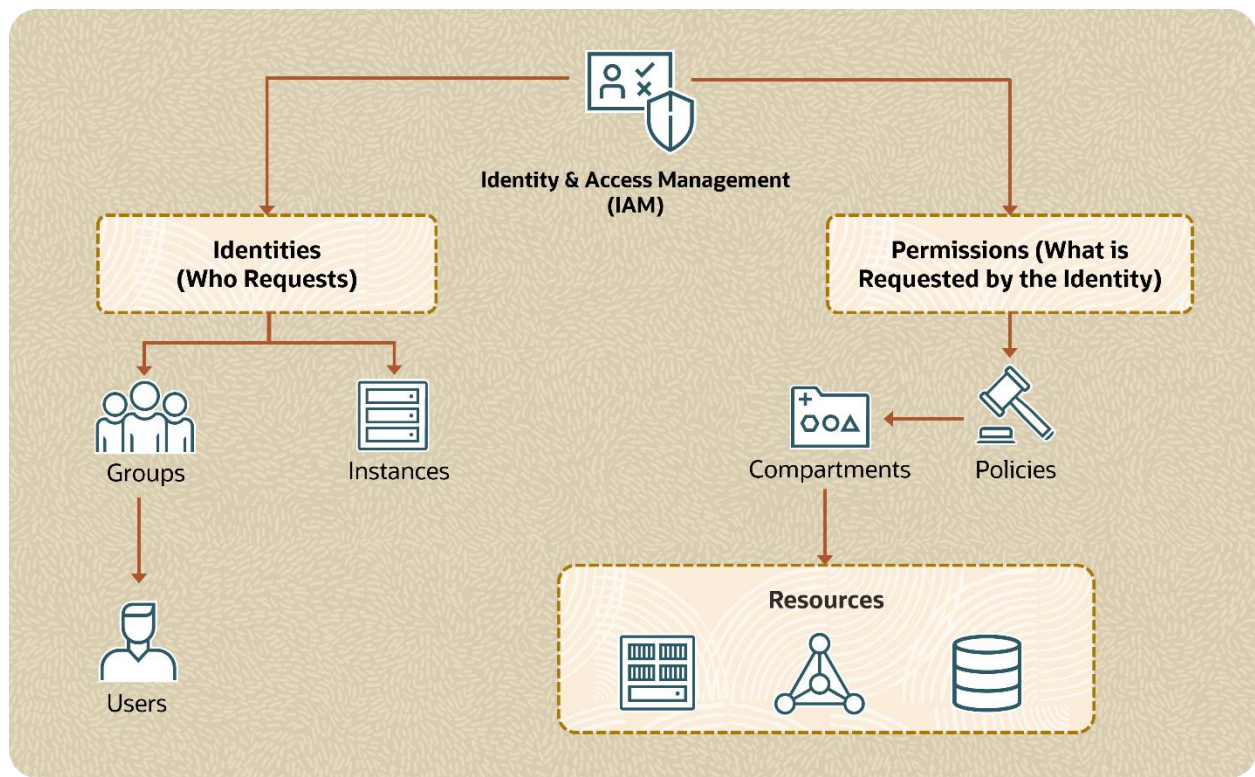 Identity & Access Management
(IAM)
Identities
(Who Requests)
Permissions (What is
Requested by the Identity)
Groups
Instances
Compartments
Policies
Users
Resources